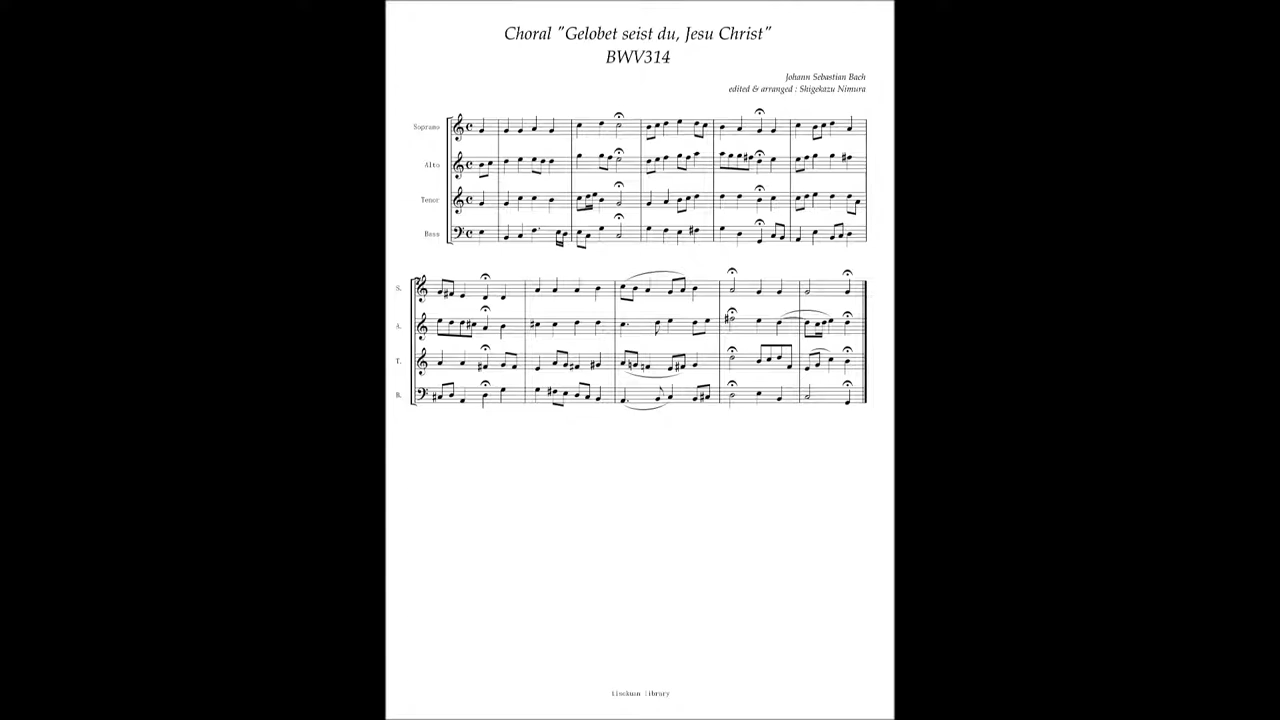 Choral "Gelobet seist du, Jesu Christ"
BWV314
Johann Sebastian Bach
edited & arranged : Shigekazu Nimura
Soprano
Alto
Tenor
Bass
S.
A.
T.
B.
library